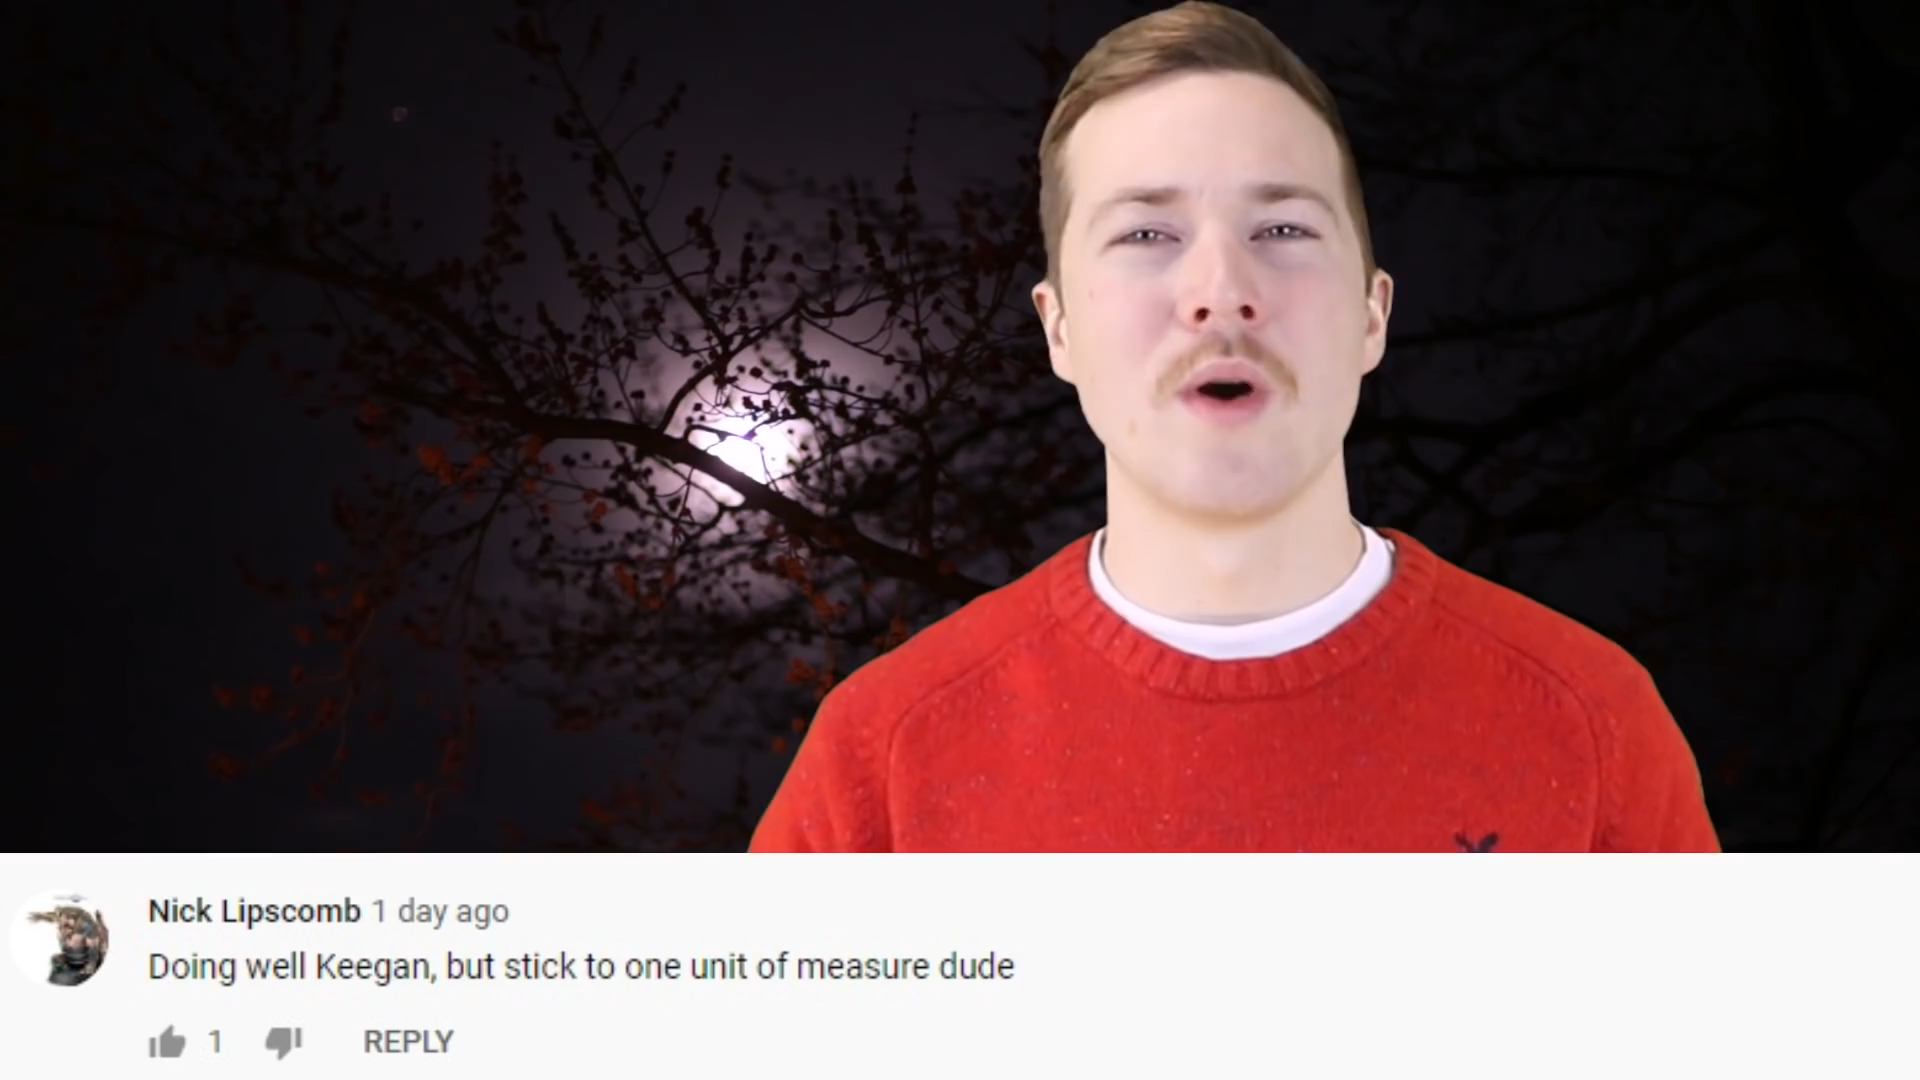 Nick Lipscomb 1 day ago
Doing well Keegan, but stick to one unit of measure dude
1 REPLY